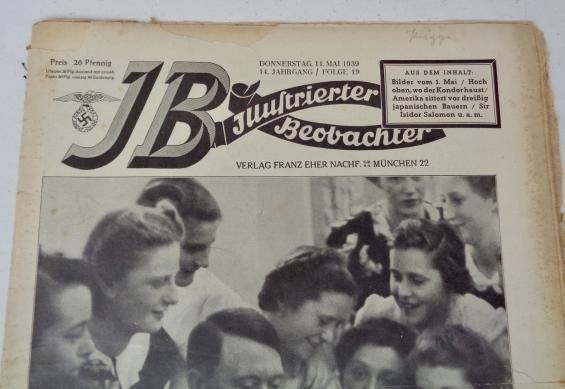 Preis 20 Pfennig
DONNERSTAG, 11. MAI 1939
14. JAHRGANG / FOLGE 19
JB
Illustrierter
Beobachter
AUS DEM INHALT:
Bilder vom 1. Mai / Hoch
oben, wo der Kondor haust /
Amerika zittert vor dreißig
japanischen Bauern / Sir
Isidor Salomon u. a. m.
VERLAG FRANZ EHER NACHF. MÜNCHEN 22